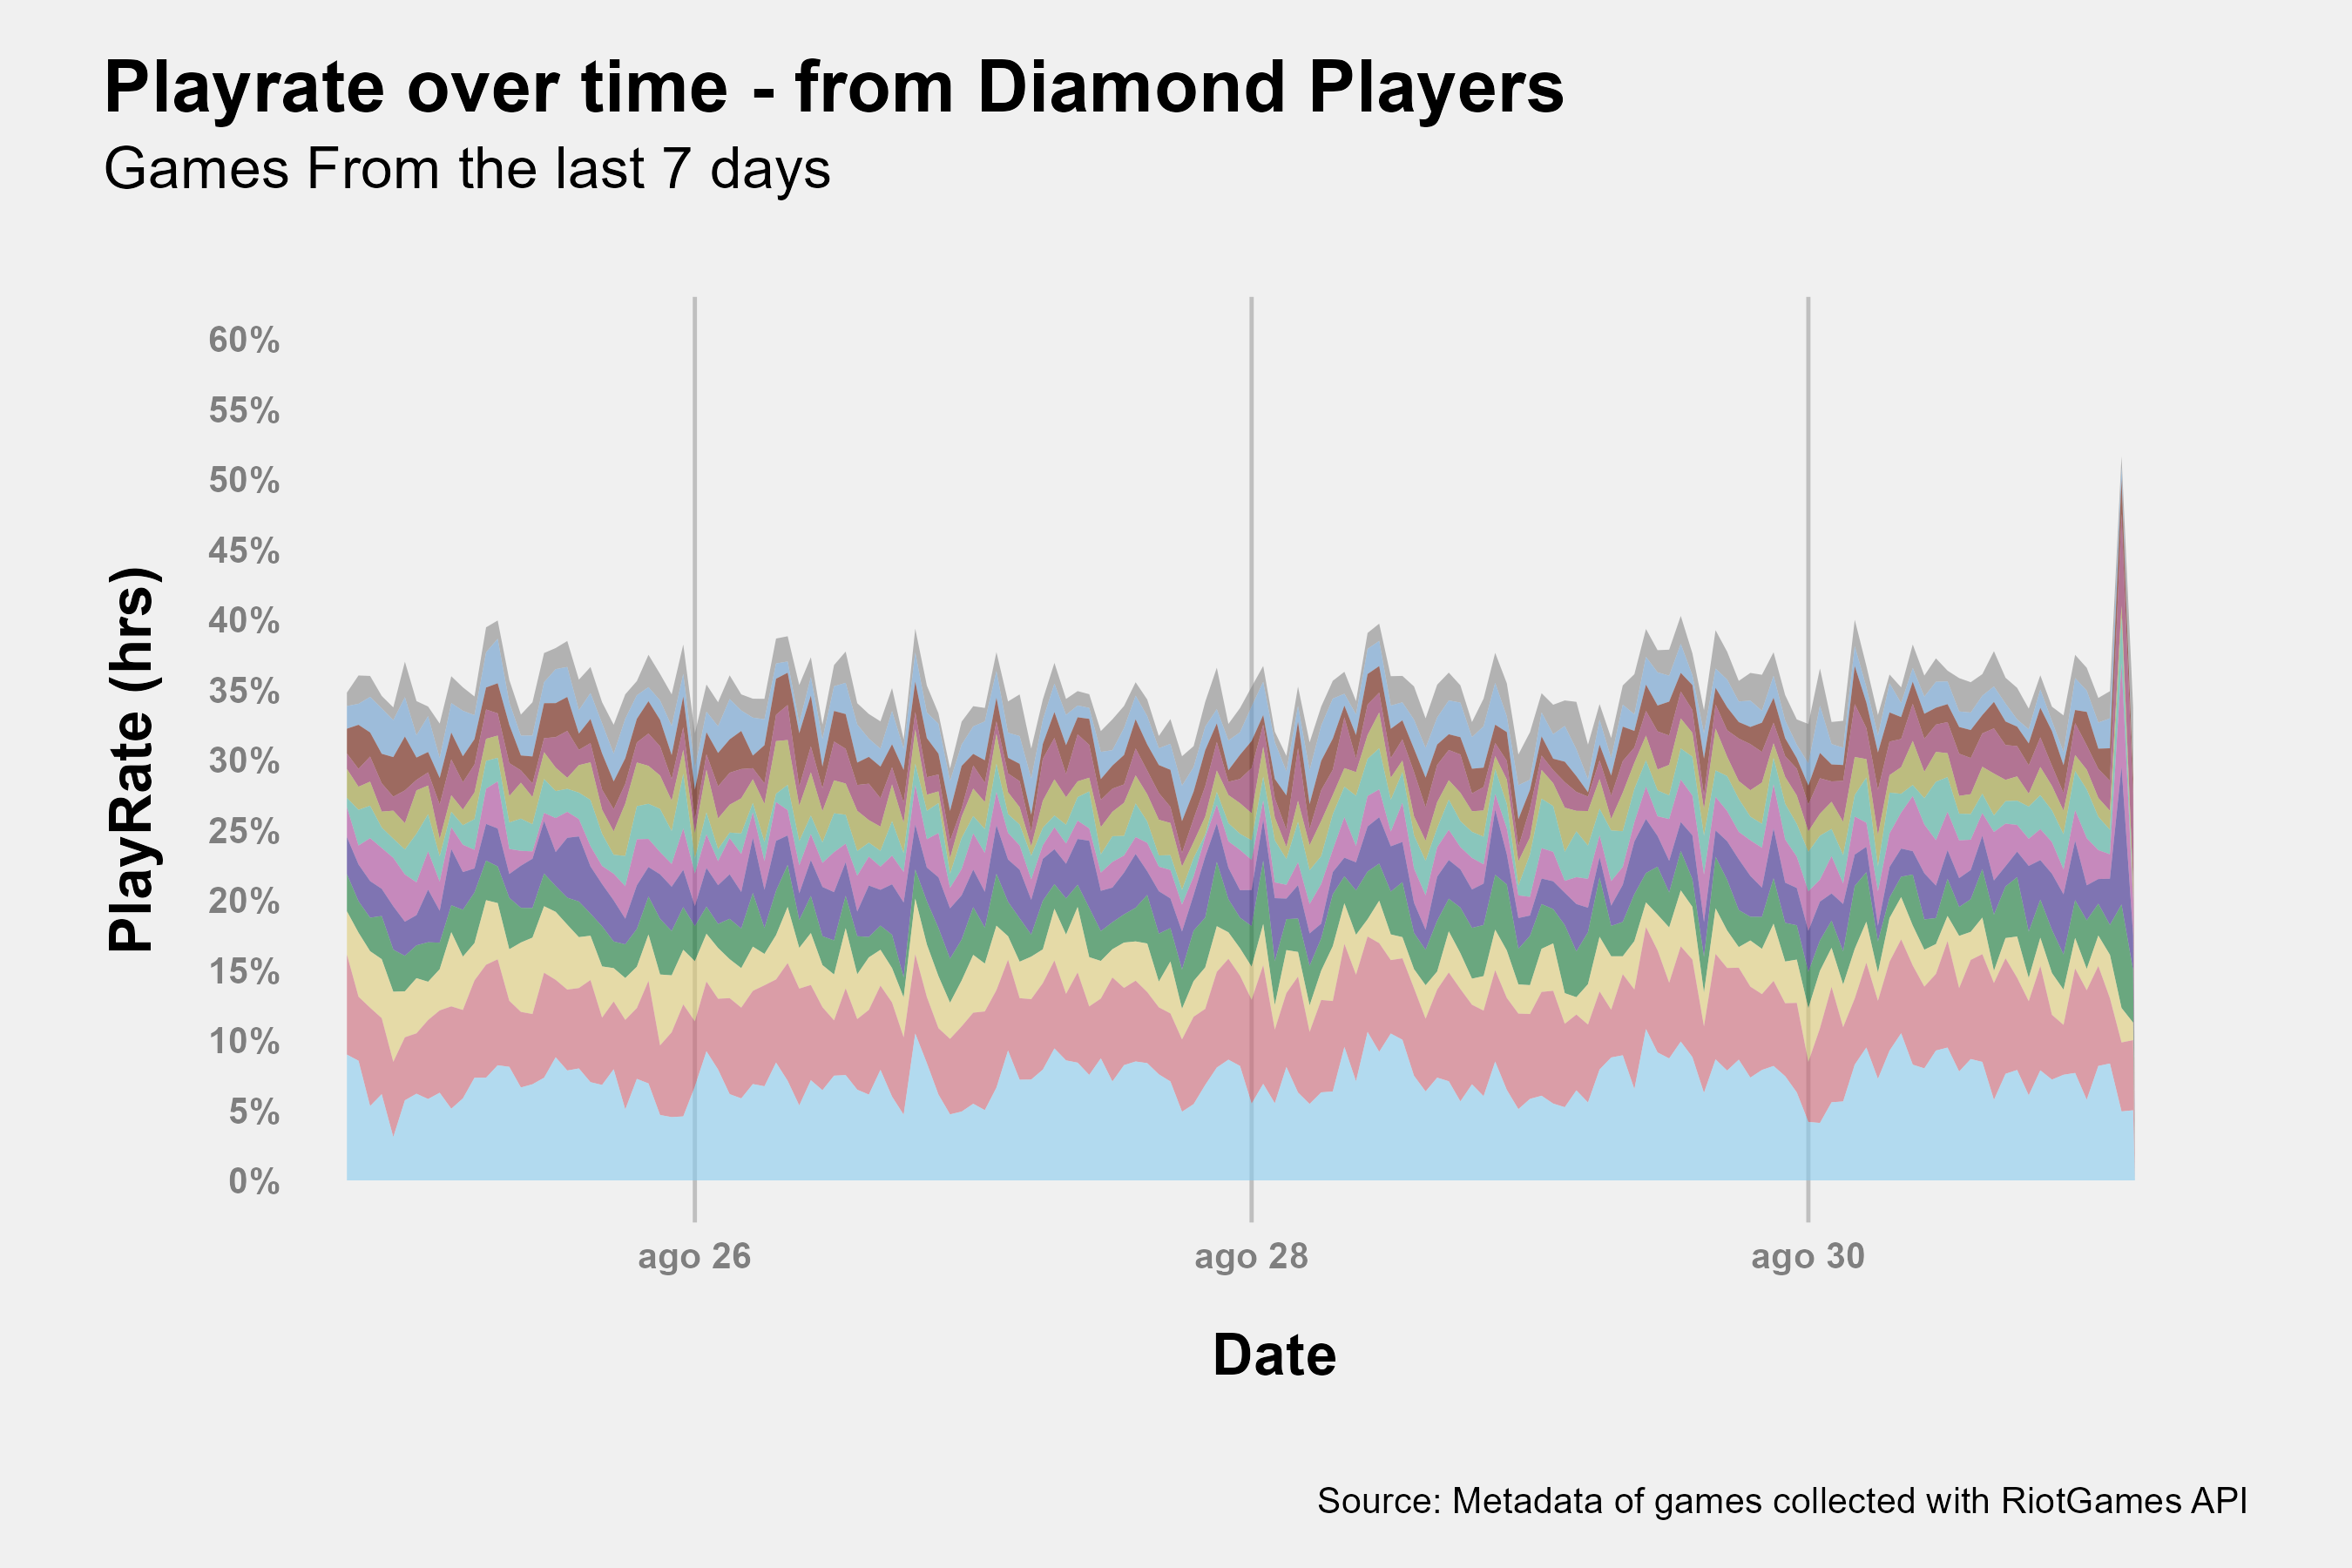 Playrate over time - from Diamond Players
Games From the last 7 days
PlayRate (hrs)
60%
55%
50%
45%
40%
35%
30%
25%
20%
15%
10%
5%
0%
ago 26
ago 28
ago 30
Date
Source: Metadata of games collected with RiotGames API